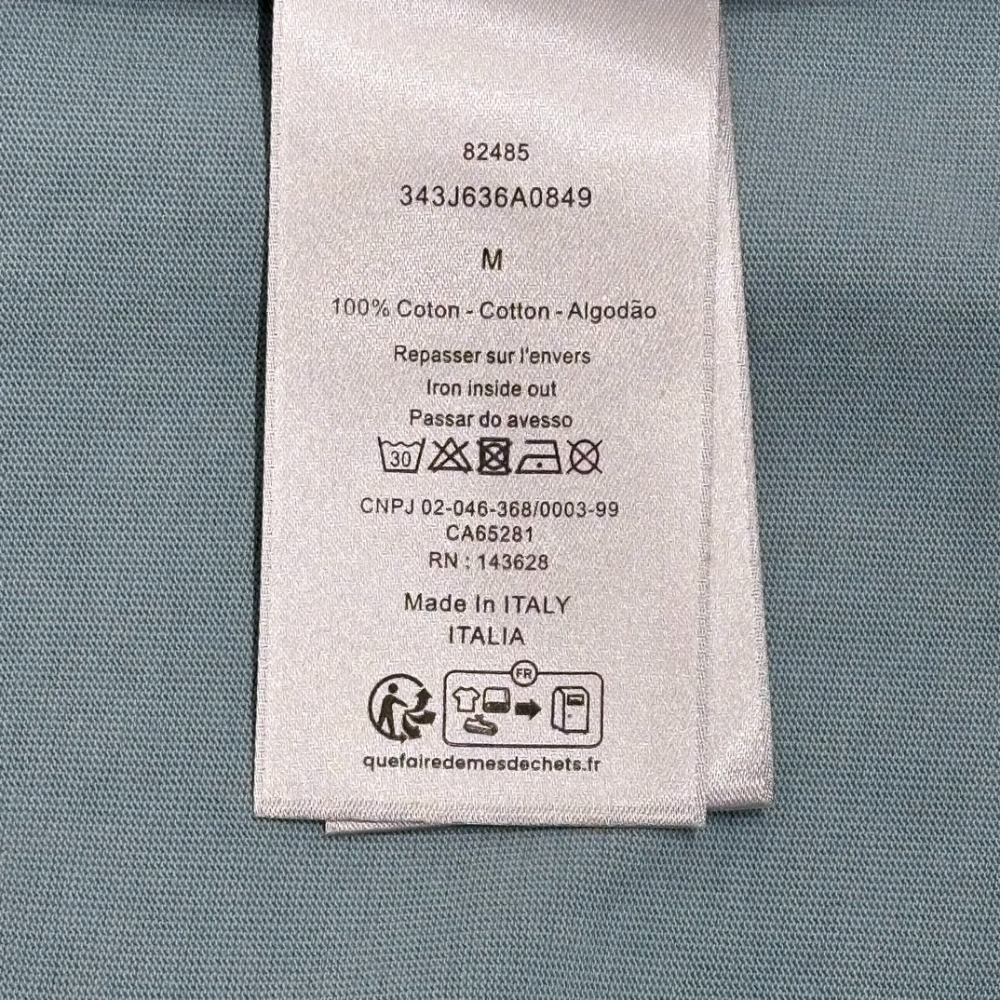 82485
343J636A0849
M
100% Coton - Cotton - Algodão
Repasser sur l'envers
Iron inside out
Passar do avesso
30
CNPJ 02-046-368/0003-99
CA65281
RN : 143628
Made In ITALY
ITALIA
FR
quefairedemesdechets.fr